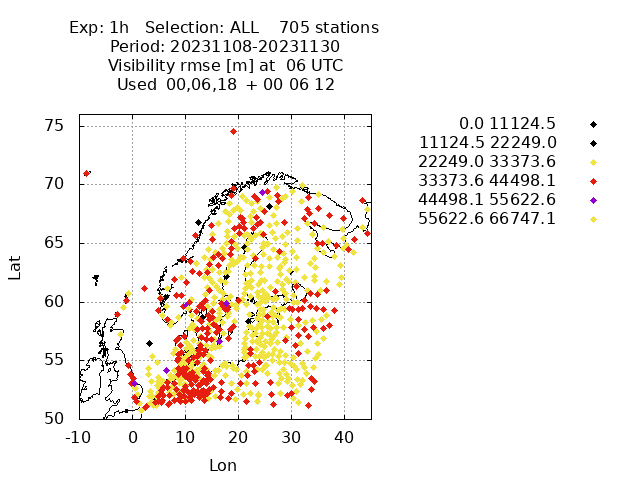 Exp: 1h Selection: ALL 705 stations
Period: 20231108-20231130
Visibility rmse [m] at 06 UTC
Used 00,06,18 + 00 06 12
0.0 11124.5
11124.5 22249.0
22249.0 33373.6
33373.6 44498.1
44498.1 55622.6
55622.6 66747.1
75
70
65
60
55
50
Lat
-10 0 10 20 30 40
Lon